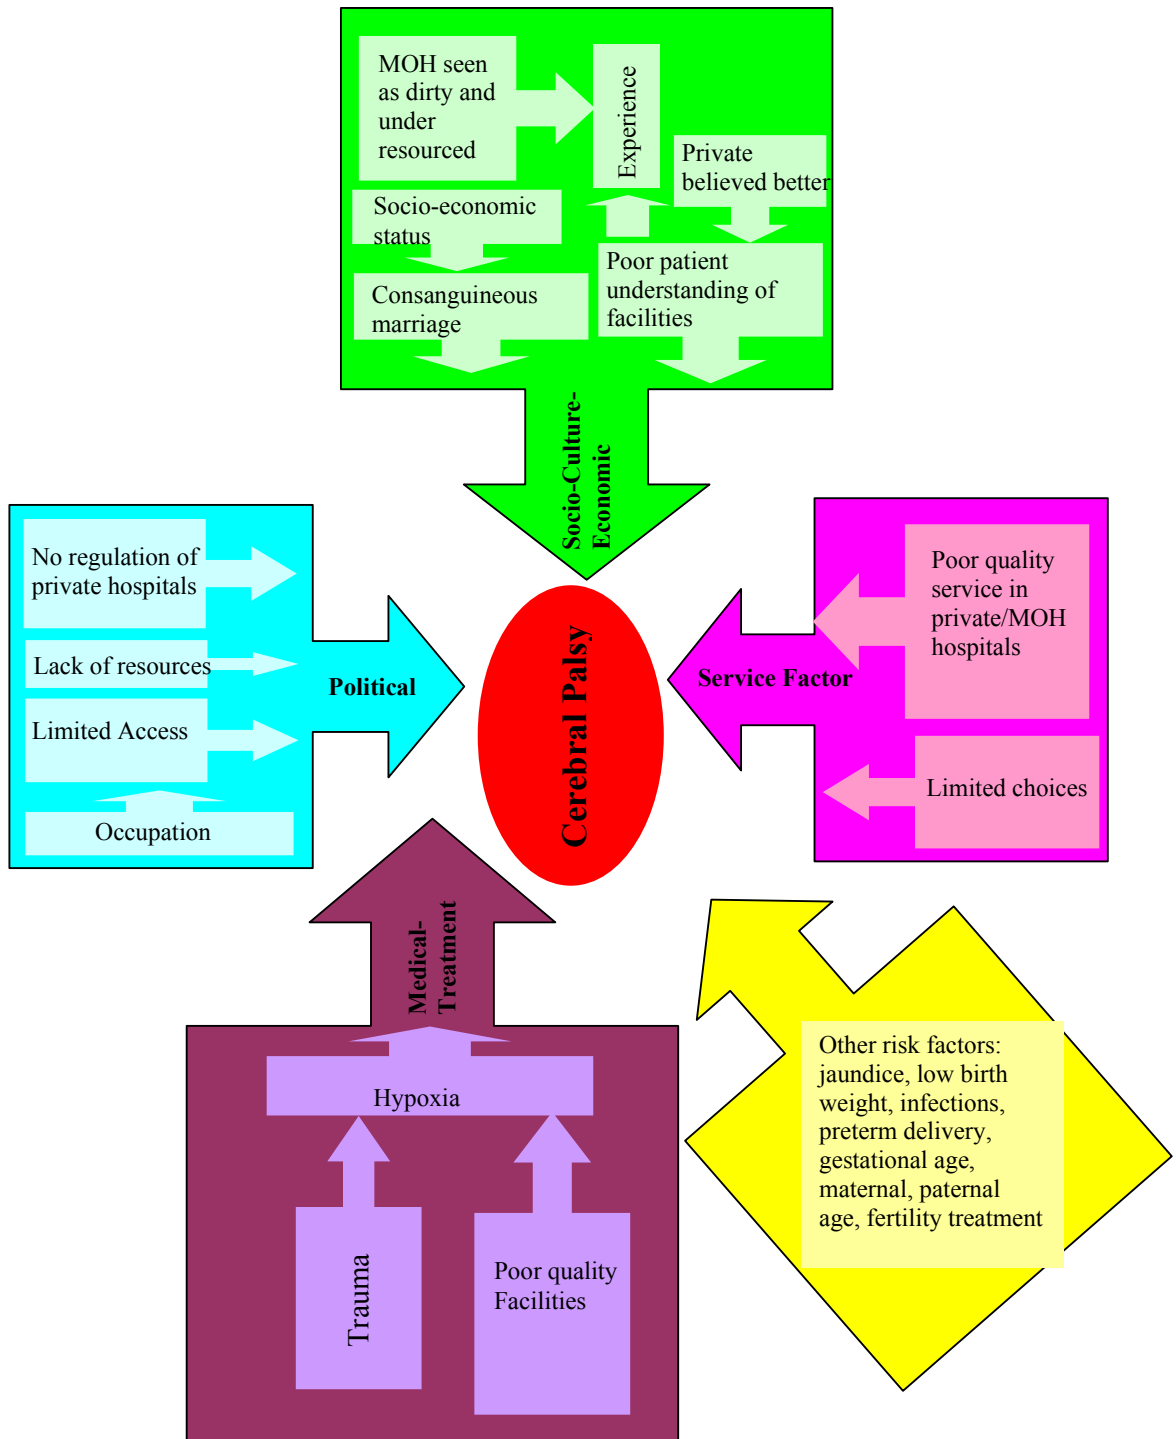 MOH seen
as dirty and
under
resourced
Experience
Private
believed better
Socio-economic
status
Poor patient
understanding of
facilities
Consanguineous
marriage
Socio-Culture-
Economic
No regulation of
private hospitals
Lack of resources
Limited Access
Occupation
Political
Cerebral Palsy
Service Factor
Poor quality
service in
private/MOH
hospitals
Limited choices
Medical-
Treatment
Hypoxia
Trauma
Poor quality
Facilities
Other risk factors:
jaundice, low birth
weight, infections,
preterm delivery,
gestational age,
maternal, paternal
age, fertility treatment